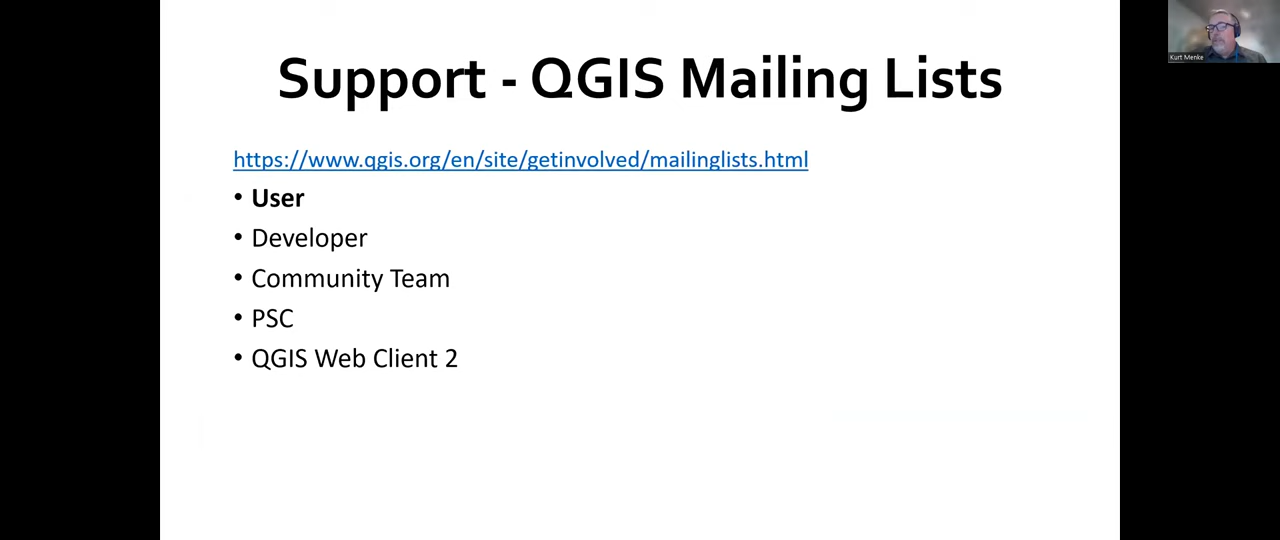 Support - QGIS Mailing Lists
Kurt Menke
https://www.qgis.org/en/site/getinvolved/mailinglists.html
• User
• Developer
• Community Team
• PSC
• QGIS Web Client 2